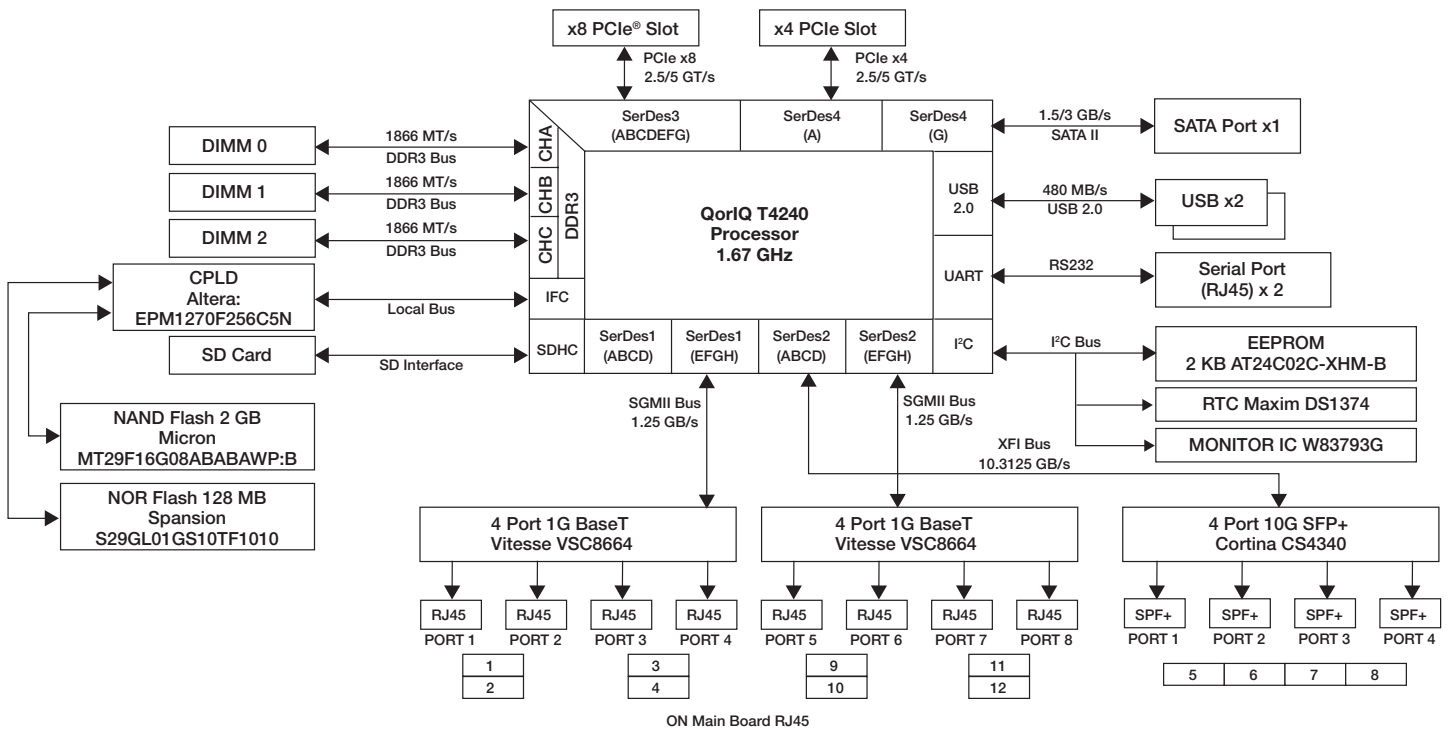 x8 PCIe® Slot
x4 PCIe Slot
PCIe x8
2.5/5 GT/s
PCIe x4
2.5/5 GT/s
SerDes3
(ABCDEFG)
SerDes4
(A)
SerDes4
(G)
1.5/3 GB/s
SATA II
SATA Port x1
DIMM 0
1866 MT/s
DDR3 Bus
CHA
DIMM 1
1866 MT/s
DDR3 Bus
CHB
DIMM 2
1866 MT/s
DDR3 Bus
CHC
DDR3
QorIQ T4240
Processor
1.67 GHz
USB
2.0
480 MB/s
USB 2.0
USB x2
UART
RS232
Serial Port
(RJ45) x 2
CPLD
Altera:
EPM1270F256C5N
Local Bus
IFC
SD Card
SD Interface
SDHC
SerDes1
(ABCD)
SerDes1
(EFGH)
SerDes2
(ABCD)
SerDes2
(EFGH)
I²C
I²C Bus
EEPROM
2 KB AT24C02C-XHM-B
RTC Maxim DS1374
MONITOR IC W83793G
NAND Flash 2 GB
Micron
MT29F16G08ABABAWP:B
NOR Flash 128 MB
Spansion
S29GL01GS10TF1010
SGMII Bus
1.25 GB/s
SGMII Bus
1.25 GB/s
XFI Bus
10.3125 GB/s
4 Port 1G BaseT
Vitesse VSC8664
4 Port 1G BaseT
Vitesse VSC8664
4 Port 10G SFP+
Cortina CS4340
RJ45
RJ45
RJ45
RJ45
RJ45
RJ45
RJ45
RJ45
SPF+
SPF+
SPF+
SPF+
PORT 1
PORT 2
PORT 3
PORT 4
PORT 5
PORT 6
PORT 7
PORT 8
PORT 1
PORT 2
PORT 3
PORT 4
1
2
3
4
9
10
11
12
5
6
7
8
ON Main Board RJ45